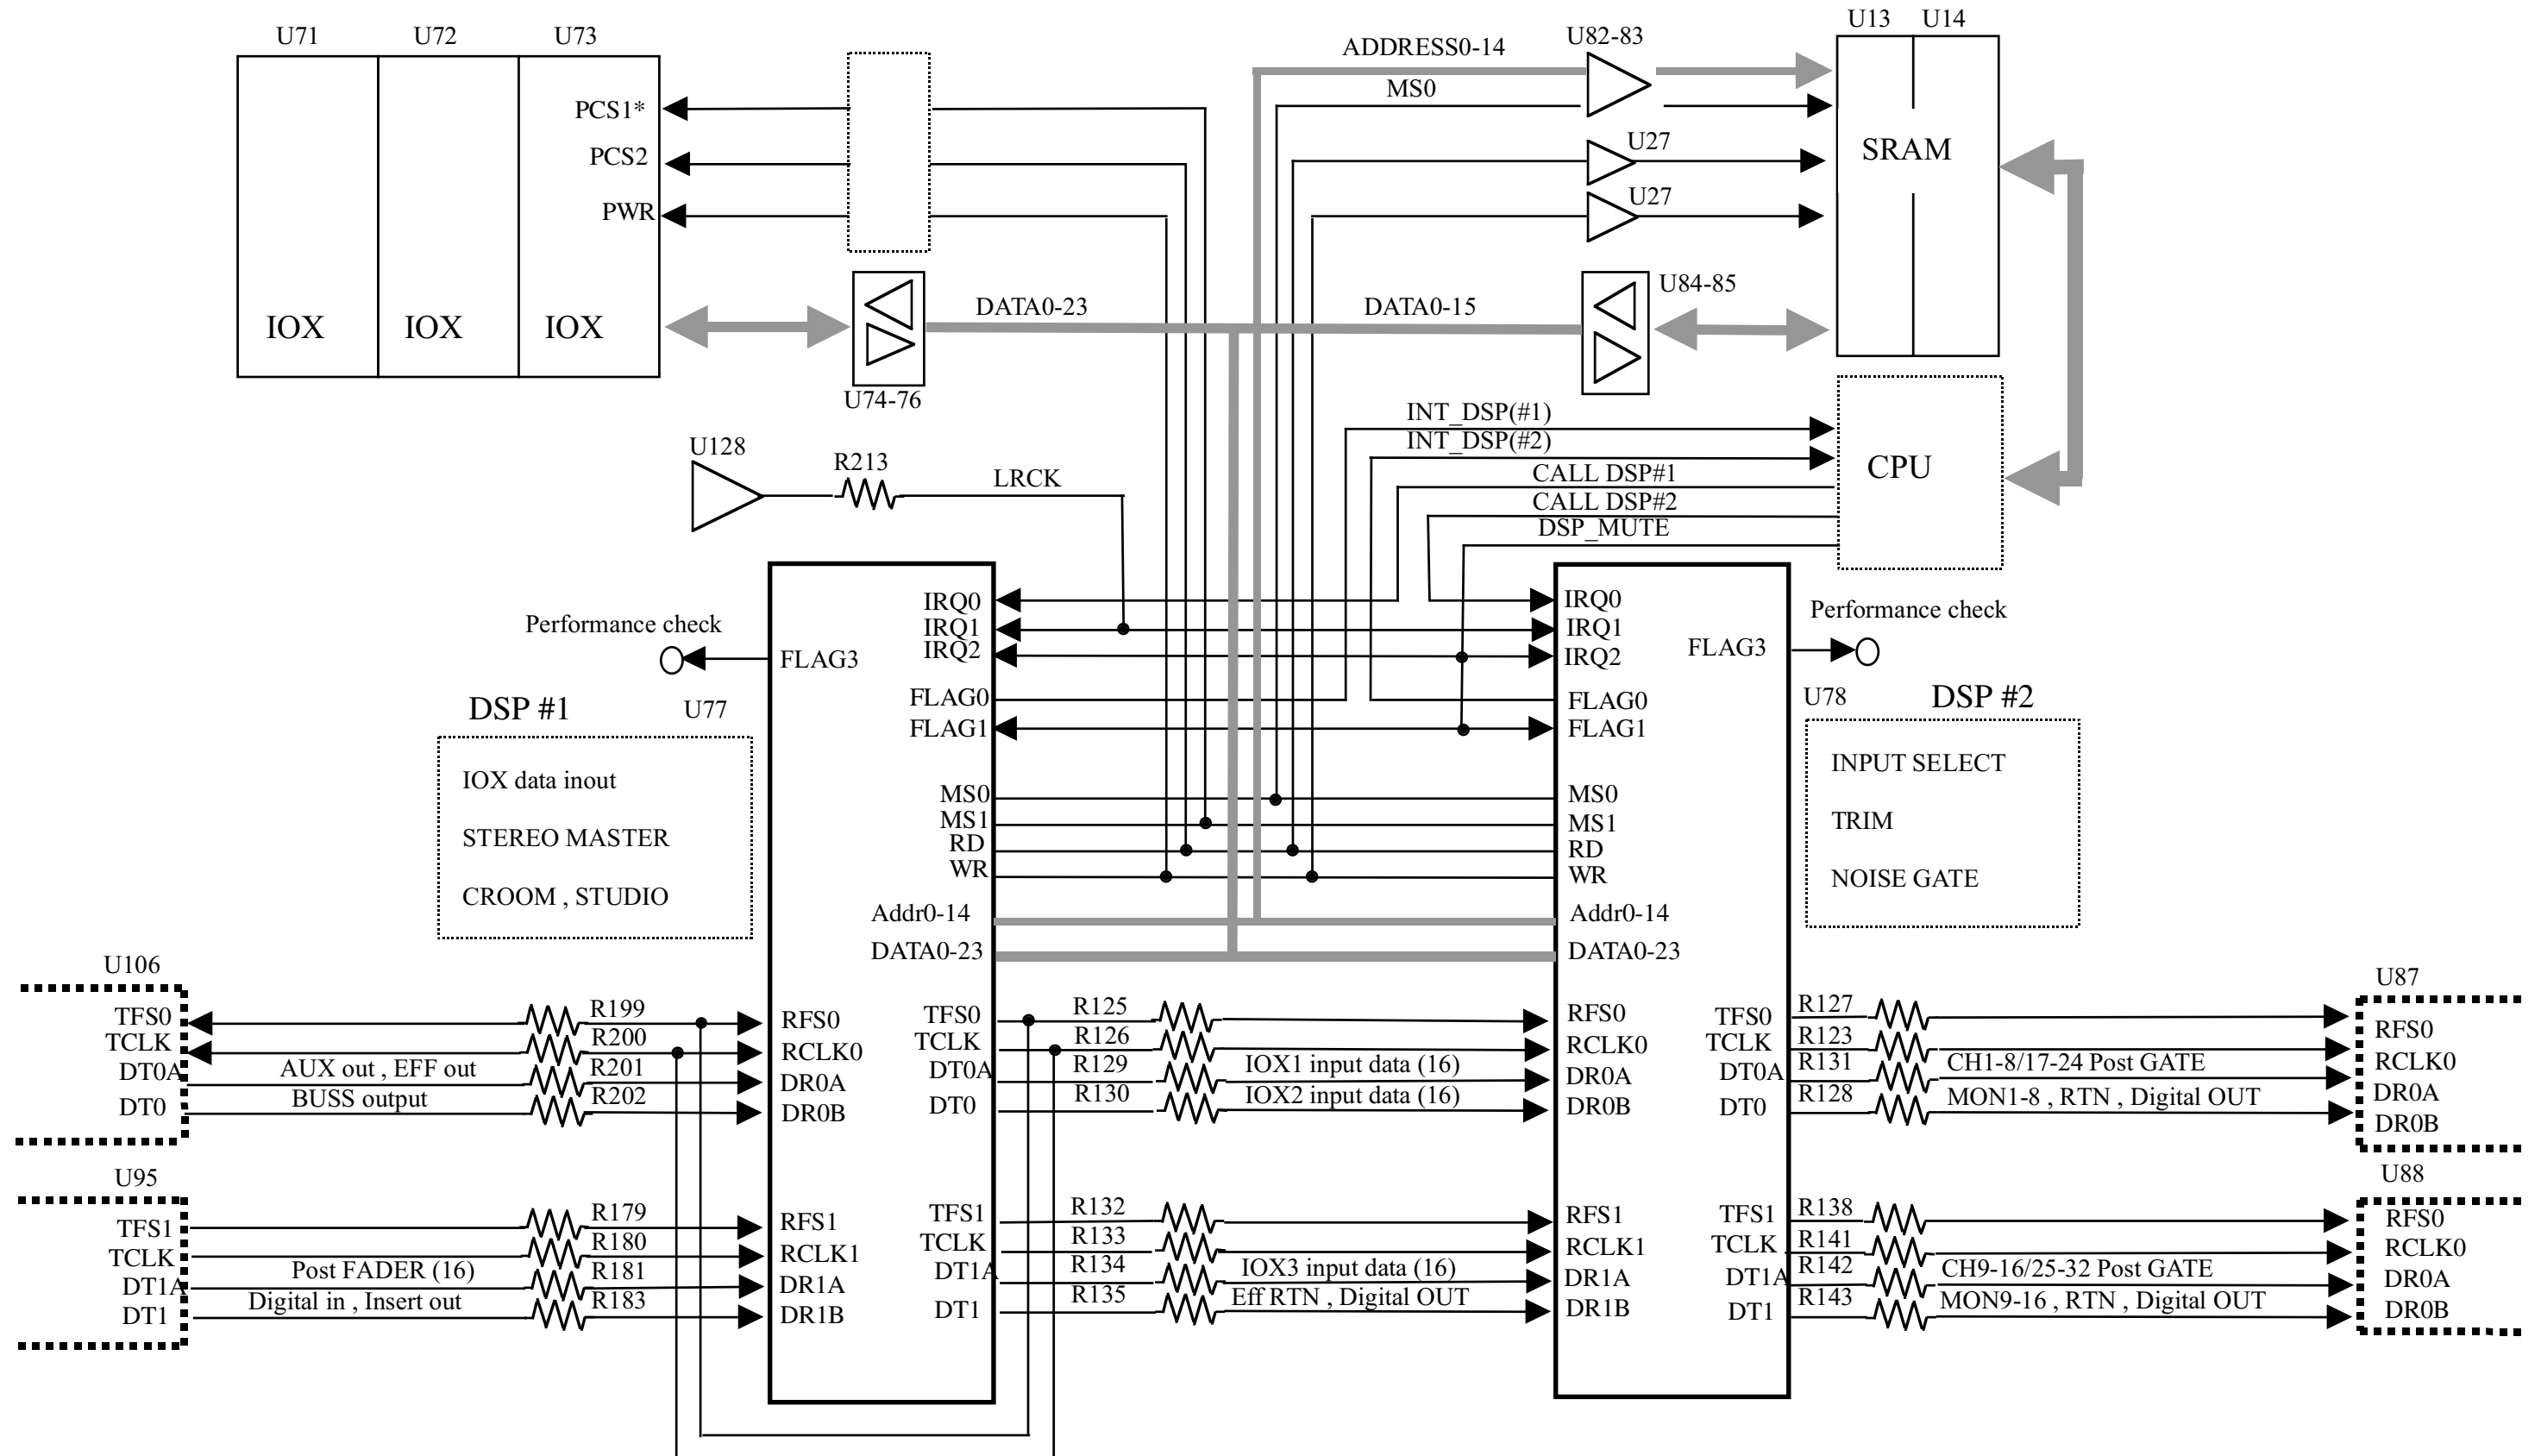 U71 U72 U73
PCS1*
PCS2
PWR
IOX IOX IOX
U74-76
DATA0-23
DATA0-15
ADDRESS0-14
MS0
U82-83
U27
U27
U84-85
U13 U14
SRAM
CPU
INT_DSP(#1)
INT_DSP(#2)
CALL DSP#1
CALL DSP#2
DSP_MUTE
U128
R213
LRCK
Performance check
FLAG3
U77
DSP #1
IOX data inout
STEREO MASTER
CROOM , STUDIO
IRQ0
IRQ1
IRQ2
FLAG0
FLAG1
MS0
MS1
RD
WR
Addr0-14
DATA0-23
IRQ0
IRQ1
IRQ2
FLAG0
FLAG1
MS0
MS1
RD
WR
Addr0-14
DATA0-23
FLAG3
Performance check
U78
DSP #2
INPUT SELECT
TRIM
NOISE GATE
U106
TFS0
TCLK
DT0A
DT0
AUX out , EFF out
BUSS output
R199
R200
R201
R202
RFS0
RCLK0
DR0A
DR0B
U95
TFS1
TCLK
DT1A
DT1
Post FADER (16)
Digital in , Insert out
R179
R180
R181
R183
RFS1
RCLK1
DR1A
DR1B
TFS0
TCLK
DT0A
DT0
R125
R126
R129
R130
IOX1 input data (16)
IOX2 input data (16)
RFS0
RCLK0
DR0A
DR0B
TFS1
TCLK
DT1A
DT1
R132
R133
R134
R135
IOX3 input data (16)
Eff RTN , Digital OUT
RFS1
RCLK1
DR1A
DR1B
TFS0
TCLK
DT0A
DT0
R127
R123
R131
R128
CH1-8/17-24 Post GATE
MON1-8 , RTN , Digital OUT
U87
RFS0
RCLK0
DR0A
DR0B
TFS1
TCLK
DT1A
DT1
R138
R141
R142
R143
CH9-16/25-32 Post GATE
MON9-16 , RTN , Digital OUT
U88
RFS0
RCLK0
DR0A
DR0B